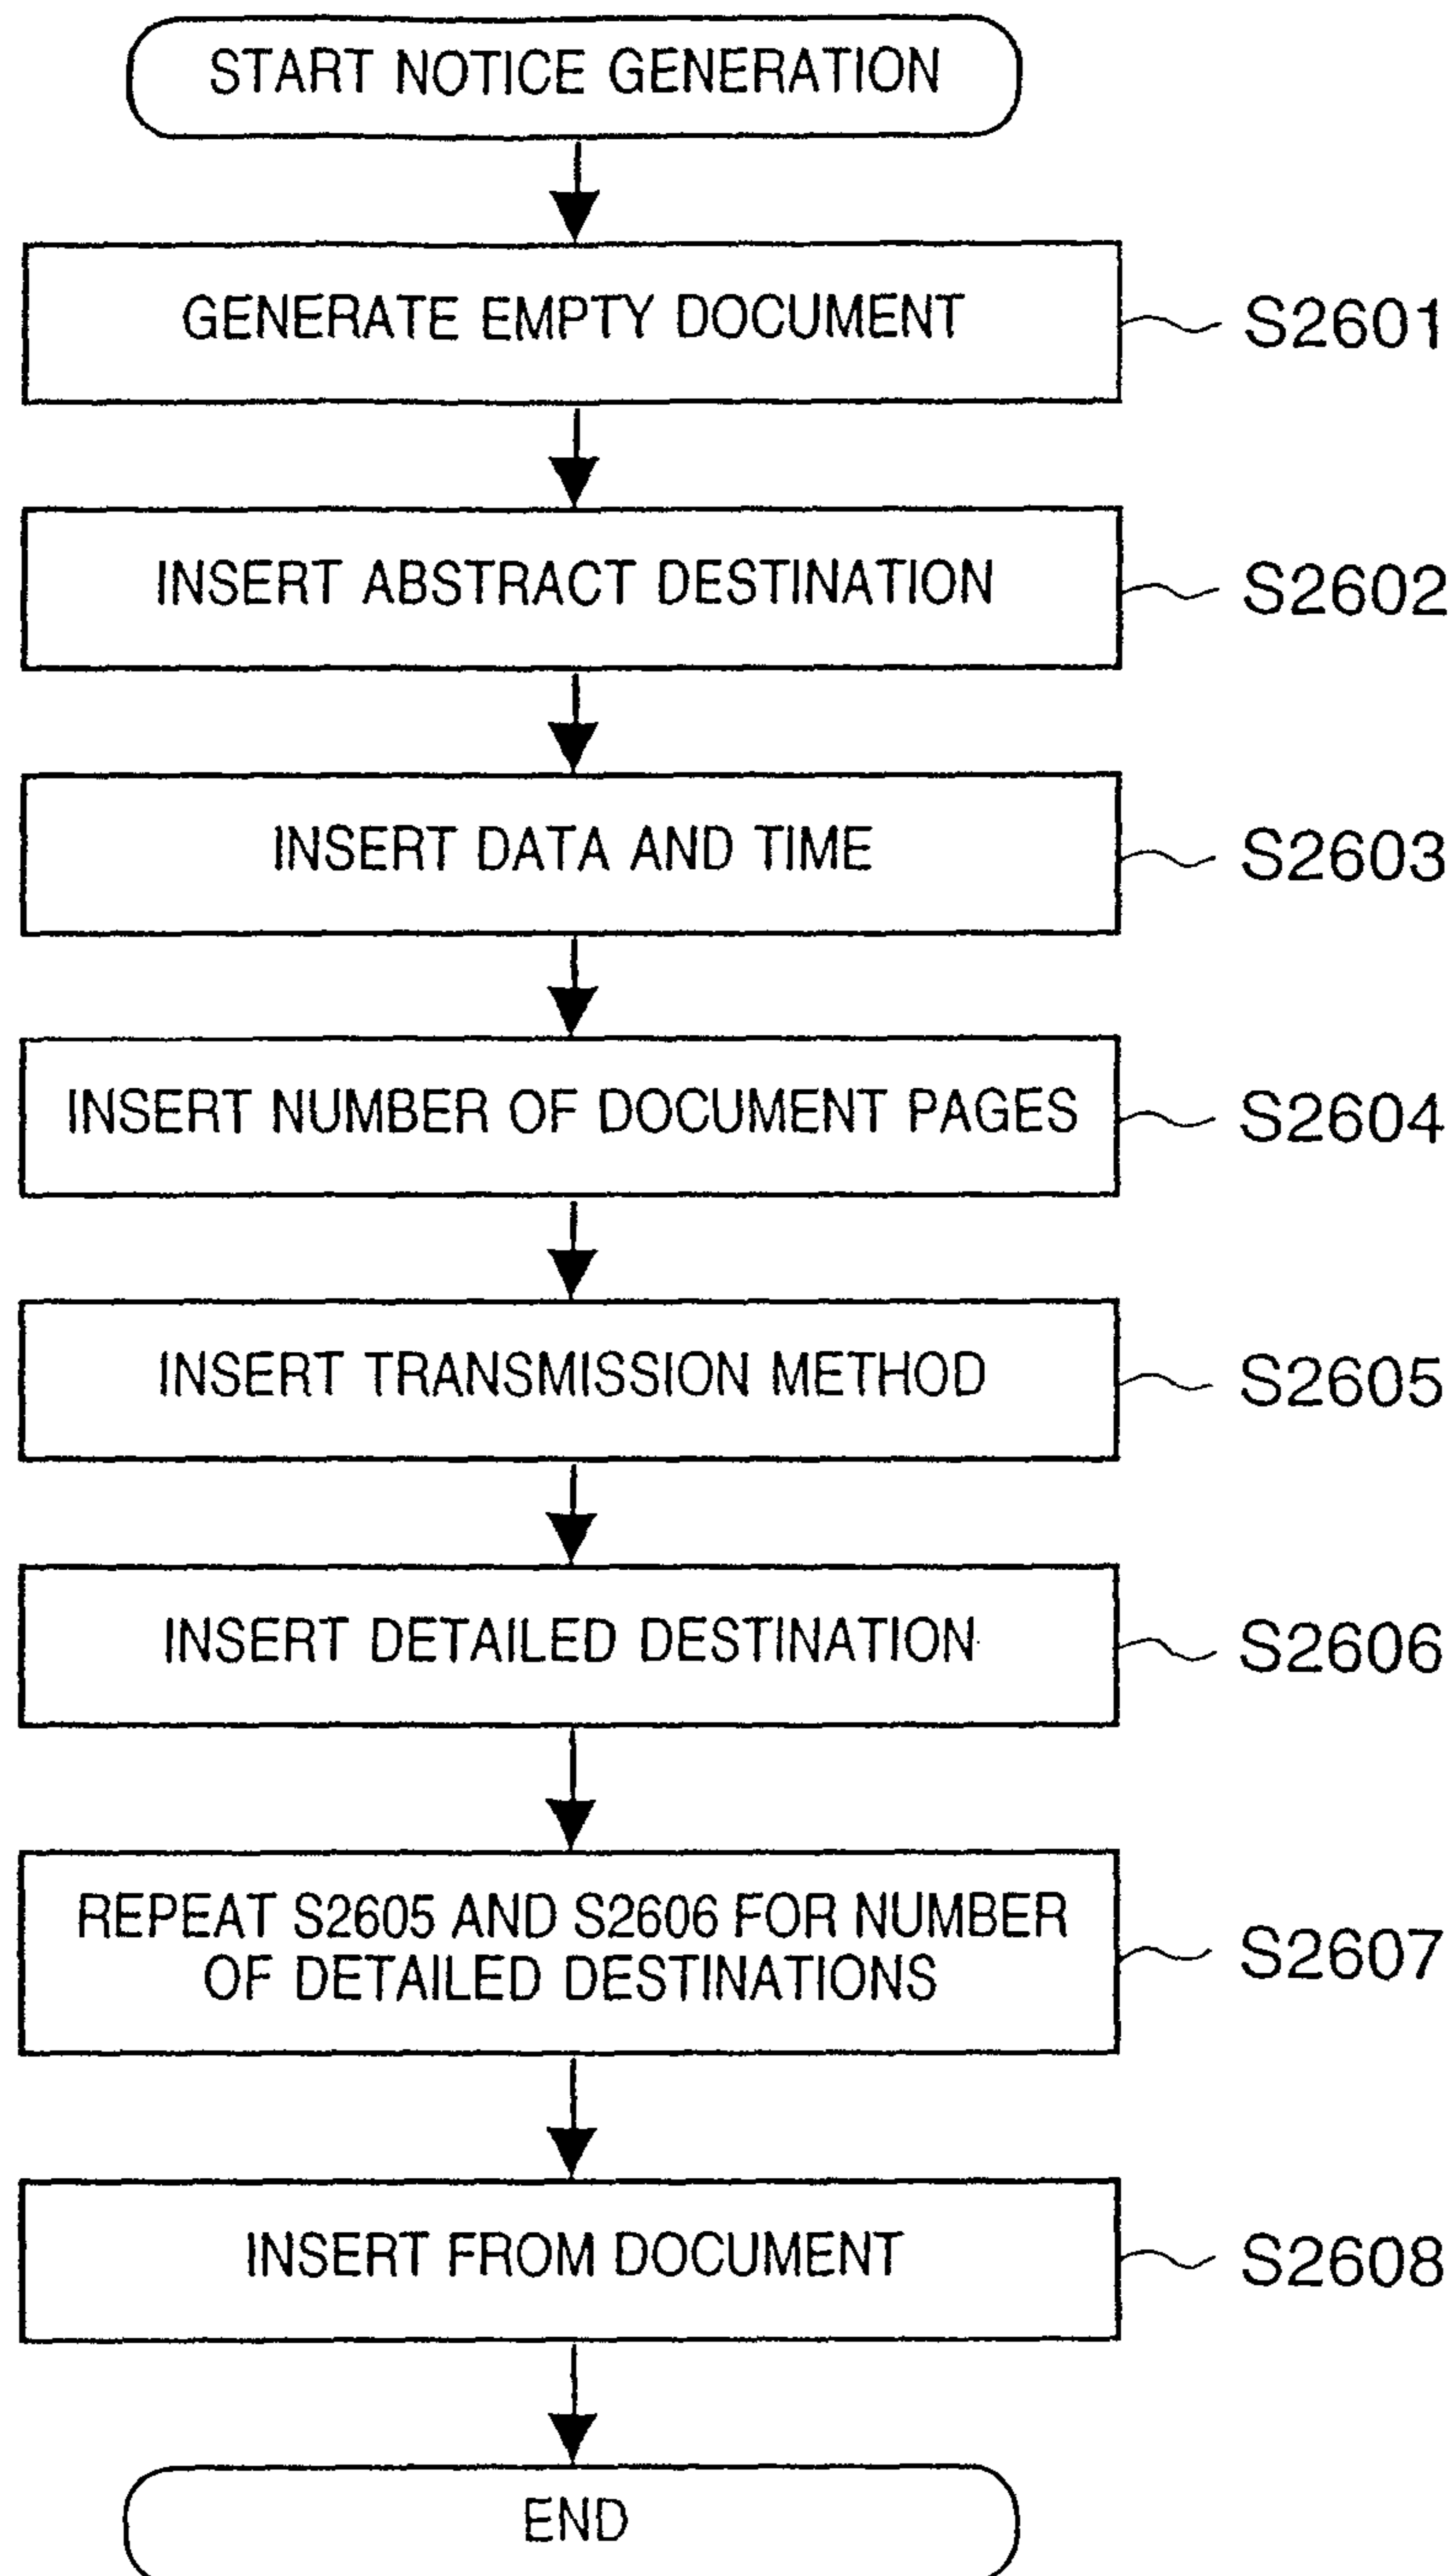 START NOTICE GENERATION
GENERATE EMPTY DOCUMENT
S2601
INSERT ABSTRACT DESTINATION
S2602
INSERT DATA AND TIME
S2603
INSERT NUMBER OF DOCUMENT PAGES
S2604
INSERT TRANSMISSION METHOD
S2605
INSERT DETAILED DESTINATION
S2606
REPEAT S2605 AND S2606 FOR NUMBER
OF DETAILED DESTINATIONS
S2607
INSERT FROM DOCUMENT
S2608
END